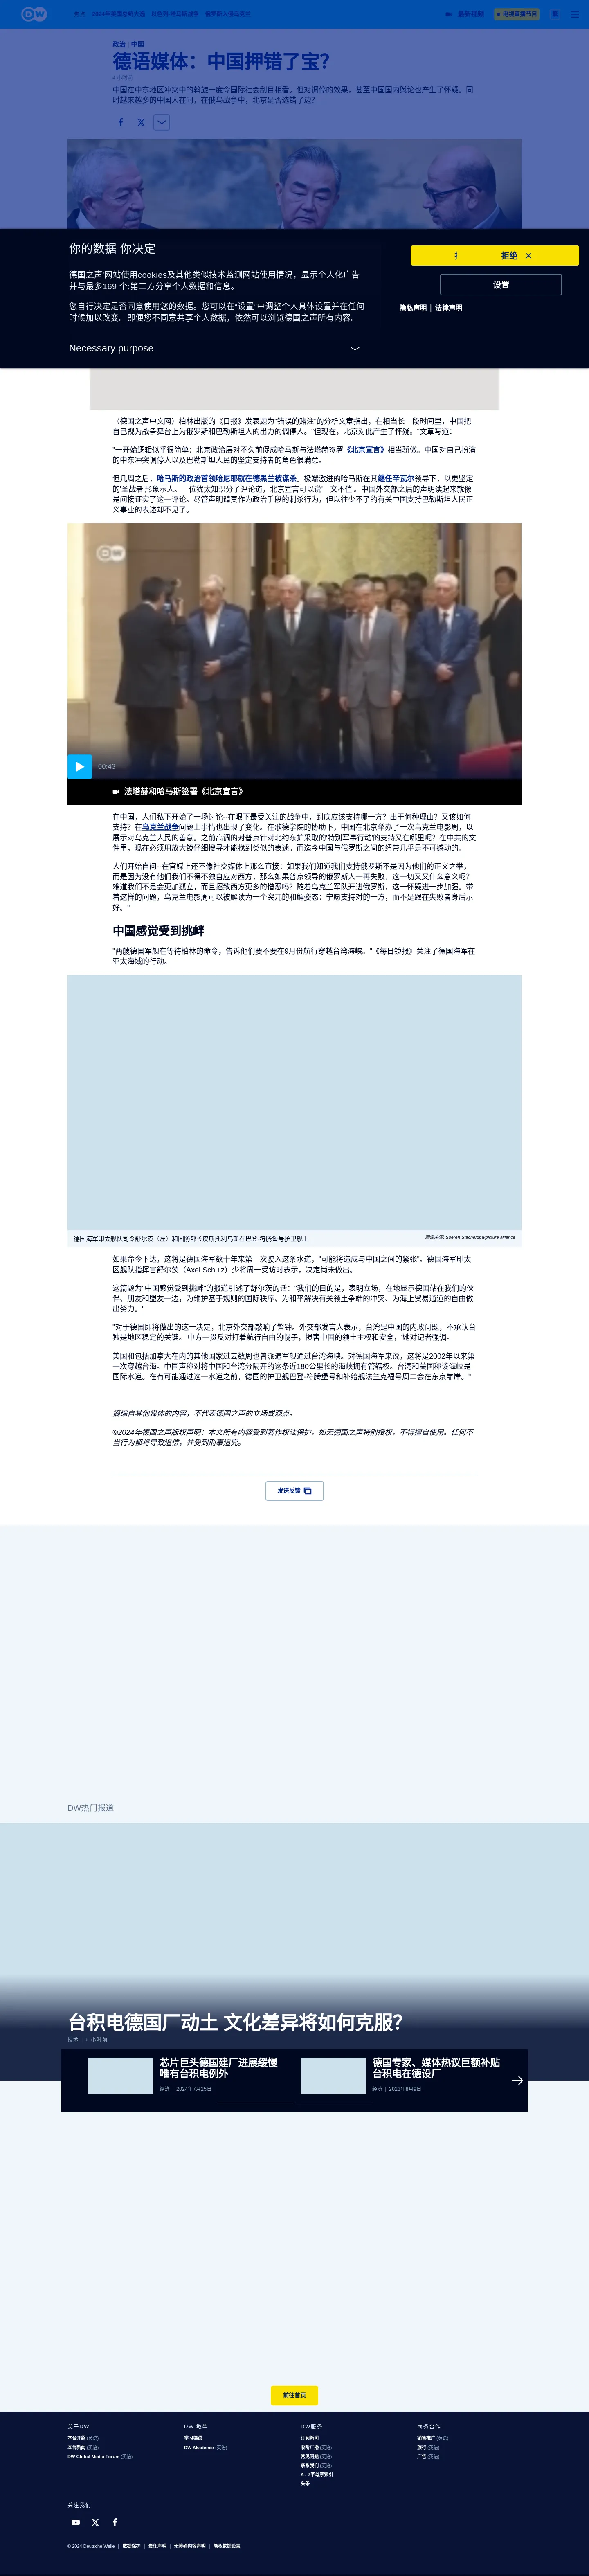 DW
重点 2024年美国总统大选 以色列-哈马斯战争 俄罗斯入侵乌克兰
最新视频
电视直播节目
繁
政治 | 中国
德语媒体：中国押错了宝?
4 小时前
中国在中东地区冲突中的斡旋一度令国际社会刮目相看。但对调停的效果，甚至中国国内舆论也产生了怀疑。同
时越来越多的中国人在问，在俄乌战争中，北京是否选错了边？
你的数据 你决定
德国之声'网站使用cookies及其他类似技术监测网站使用情况，显示个人化广告
并与最多169 个;第三方分享个人数据和信息。
您自行决定是否同意使用您的数据。您可以在“设置”中调整个人具体设置并在任何
时候加以改变。即便您不同意共享个人数据，依然可以浏览德国之声所有内容。
Necessary purpose
拒绝
设置
隐私声明 | 法律声明
（德国之声中文网）柏林出版的《日报》发表题为"错误的赌注"的分析文章指出，在相当长一段时间里，中国把
自己视为战争舞台上为俄罗斯和巴勒斯坦人的出力的调停人。"但现在，北京对此产生了怀疑。"文章写道：
"一开始逻辑似乎很简单：北京政治层对不久前促成哈马斯与法塔赫签署《北京宣言》相当骄傲。中国对自己扮演
的中东冲突调停人以及巴勒斯坦人民的坚定支持者的角色很满意。
但几周之后，哈马斯的政治首领哈尼耶就在德黑兰被谋杀。极端激进的哈马斯在其继任辛瓦尔领导下，以更坚定
的'圣战者'形象示人。一位犹太知识分子评论道，北京宣言可以说'一文不值'。中国外交部之后的声明读起来就像
是间接证实了这一评论。尽管声明谴责作为政治手段的刺杀行为，但以往少不了的有关中国支持巴勒斯坦人民正
义事业的表述却不见了。
00:43
法塔赫和哈马斯签署《北京宣言》
在中国，人们私下开始了一场讨论--在眼下最受关注的战争中，到底应该支持哪一方？出于何种理由？又该如何
支持？在乌克兰战争问题上事情也出现了变化。在歌德学院的协助下，中国在北京举办了一次乌克兰电影周，以
展示对乌克兰人民的善意。之前高调的对普京针对北约东扩采取的'特别军事行动'的支持又在哪里呢？在中共的文
件里，现在必须用放大镜仔细搜寻才能找到类似的表述。而迄今中国与俄罗斯之间的纽带几乎是不可撼动的。
人们开始自问--在官媒上还不像社交媒体上那么直接：如果我们知道我们支持俄罗斯不是因为他们的正义之举，
而是因为没有他们我们不得不独自应对西方，那么如果普京领导的俄罗斯人一再失败，这一切又又什么意义呢？
难道我们不是会更加孤立，而且招致西方更多的憎恶吗？随着乌克兰军队开进俄罗斯，这一怀疑进一步加强。带
着这样的问题，乌克兰电影周可以被解读为一个突兀的和解姿态：宁愿支持对的一方，而不是跟在失败者身后示
好。"
中国感觉受到挑衅
"两艘德国军舰在等待柏林的命令，告诉他们要不要在9月份航行穿越台湾海峡。"《每日镜报》关注了德国海军在
亚太海域的行动。
德国海军印太舰队司令舒尔茨（左）和国防部长皮斯托利乌斯在巴登-符腾堡号护卫舰上
图像来源: Soeren Stache/dpa/picture alliance
如果命令下达，这将是德国海军数十年来第一次驶入这条水道，"可能将造成与中国之间的紧张"。德国海军印太
区舰队指挥官舒尔茨（Axel Schulz）少将周一受访时表示，决定尚未做出。
这篇题为"中国感觉受到挑衅"的报道引述了舒尔茨的话："我们的目的是，表明立场，在地显示德国站在我们的伙
伴、朋友和盟友一边，为维护基于规则的国际秩序、为和平解决有关领土争端的冲突、为海上贸易通道的自由做
出努力。"
"对于德国即将做出的这一决定，北京外交部敲响了警钟。外交部发言人表示，台湾是中国的内政问题，不承认台
独是地区稳定的关键。'中方一贯反对打着航行自由的幌子，损害中国的领土主权和安全，'她对记者强调。
美国和包括加拿大在内的其他国家过去数周也曾派遣军舰通过台湾海峡。对德国海军来说，这将是2002年以来第
一次穿越台海。中国声称对将中国和台湾分隔开的这条近180公里长的海峡拥有管辖权。台湾和美国称该海峡是
国际水道。在有可能通过这一水道之前，德国的护卫舰巴登-符腾堡号和补给舰法兰克福号周二会在东京靠岸。"
摘编自其他媒体的内容，不代表德国之声的立场或观点。
©2024年德国之声版权声明：本文所有内容受到著作权法保护，如无德国之声特别授权，不得擅自使用。任何不
当行为都将导致追偿，并受到刑事追究。
发送反馈
DW热门报道
台积电德国厂动土 文化差异将如何克服?
技术 | 5 小时前
芯片巨头德国建厂进展缓慢
唯有台积电例外
经济 | 2024年7月25日
德国专家、媒体热议巨额补贴
台积电在德设厂
经济 | 2023年8月9日
前往首页
关于DW
本台介绍 (英语)
本台新闻 (英语)
DW Global Media Forum (英语)
DW 教学
学习德语
DW Akademie (英语)
DW服务
订阅新闻
收听广播 (英语)
常见问题 (英语)
联系我们 (英语)
A - Z字母序索引
头条
商务合作
销售推广 (英语)
旅行 (英语)
广告 (英语)
关注我们
© 2024 Deutsche Welle | 数据保护 | 责任声明 | 无障碍内容声明 | 隐私数据设置